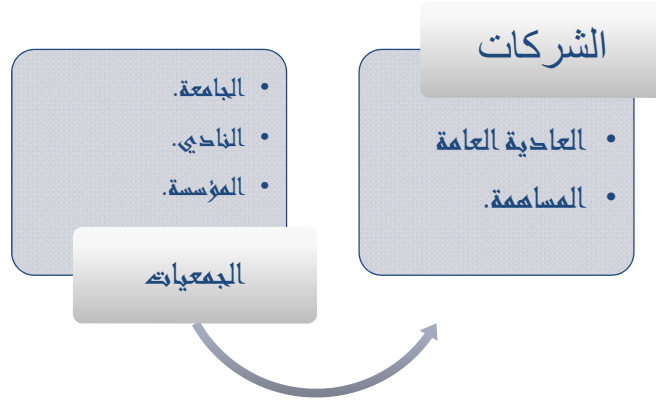 الشركات
• العادية العامة
• المساهمة.
• الجامعة.
• النادي.
• المؤسسة.
الجمعيات